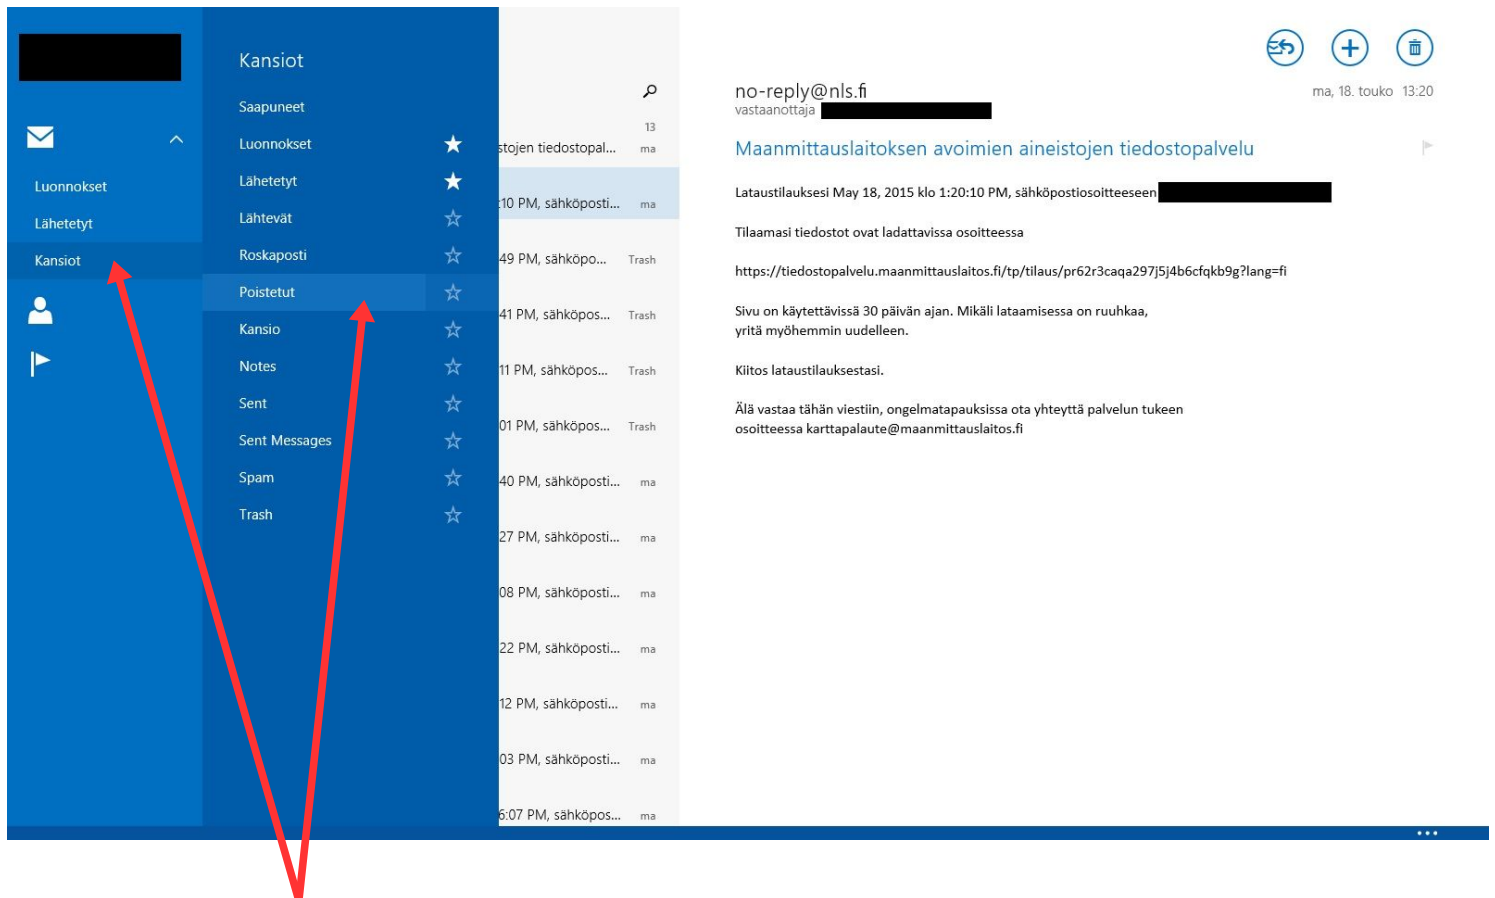 Luonnokset
Lähetetyt
Kansiot
Kansiot
Saapuneet
Luonnokset
Lähetetyt
Lähtevät
Roskaposti
Poistetut
Kansio
Notes
Sent
Sent Messages
Spam
Trash
13
stojen tiedostopal... ma
:10 PM, sähköposti... ma
49 PM, sähköpo... Trash
41 PM, sähköpos... Trash
11 PM, sähköpos... Trash
01 PM, sähköpos... Trash
40 PM, sähköposti... ma
27 PM, sähköposti... ma
08 PM, sähköposti... ma
22 PM, sähköposti... ma
12 PM, sähköposti... ma
03 PM, sähköposti... ma
6:07 PM, sähköpos... ma
no-reply@nls.fi
ma, 18. touko 13:20
vastaanottaja
Maanmittauslaitoksen avoimien aineistojen tiedostopalvelu
Lataustilauksesi May 18, 2015 klo 1:20:10 PM, sähköpostiosoitteeseen
Tilaamasi tiedostot ovat ladattavissa osoitteessa
https://tiedostopalvelu.maanmittauslaitos.fi/tp/tilaus/pr62r3caqa297j5j4b6cfqkb9g?lang=fi
Sivu on käytettävissä 30 päivän ajan. Mikäli lataamisessa on ruuhkaa,
yritä myöhemmin uudelleen.
Kiitos lataustilauksestasi.
Älä vastaa tähän viestiin, ongelmatapauksissa ota yhteyttä palvelun tukeen
osoitteessa karttapalaute@maanmittauslaitos.fi